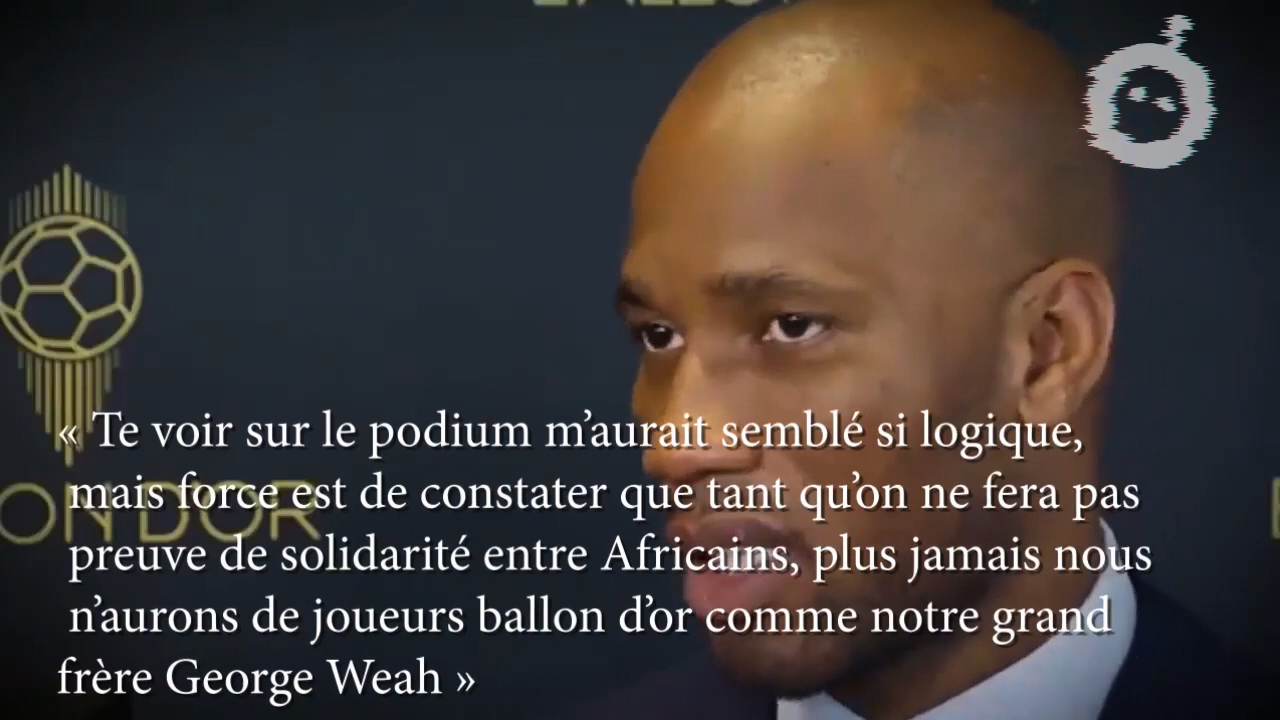 « Te voir sur le podium m’aurait semblé si logique,
mais force est de constater que tant qu’on ne fera pas
preuve de solidarité entre Africains, plus jamais nous
n’aurons de joueurs ballon d’or comme notre grand
frère George Weah »
ON D'OR